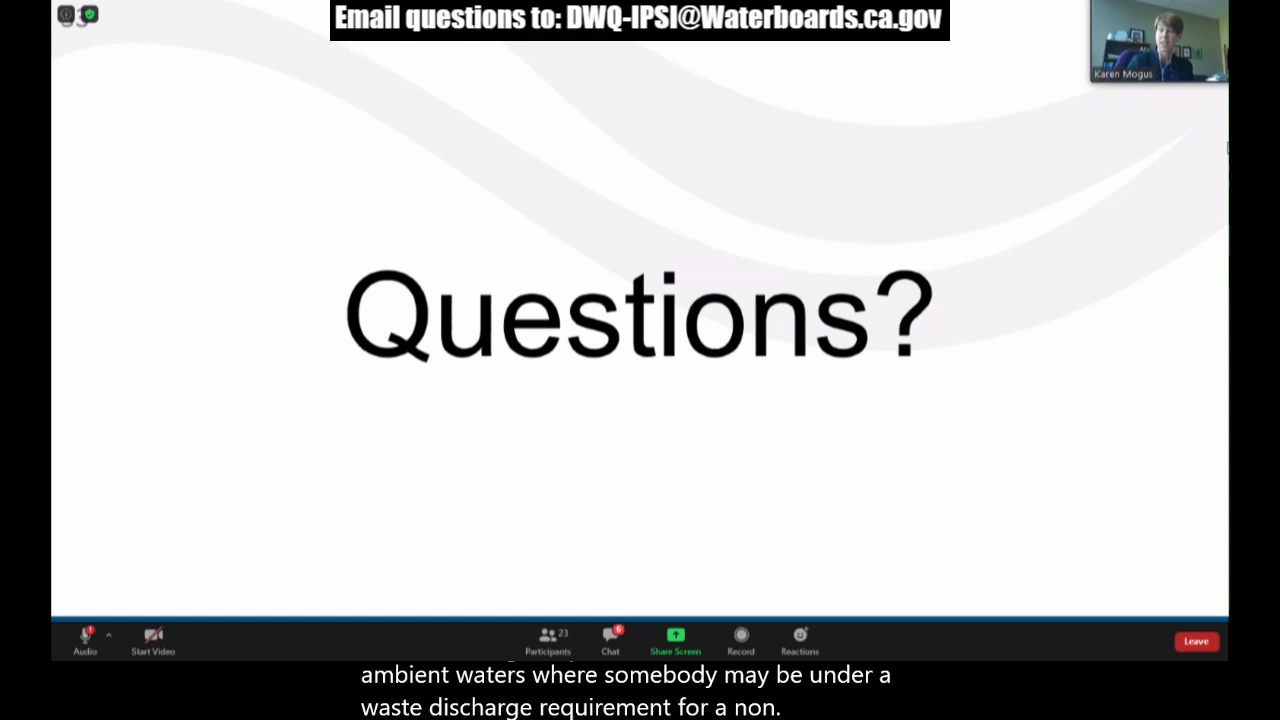 Email questions to: DWQ-IPSI@Waterboards.ca.gov
Karen Mogus
Questions?
23
6
Audio
Start Video
Participants
Chat
Share Screen
Record
Reactions
Leave
ambient waters where somebody may be under a
waste discharge requirement for a non.